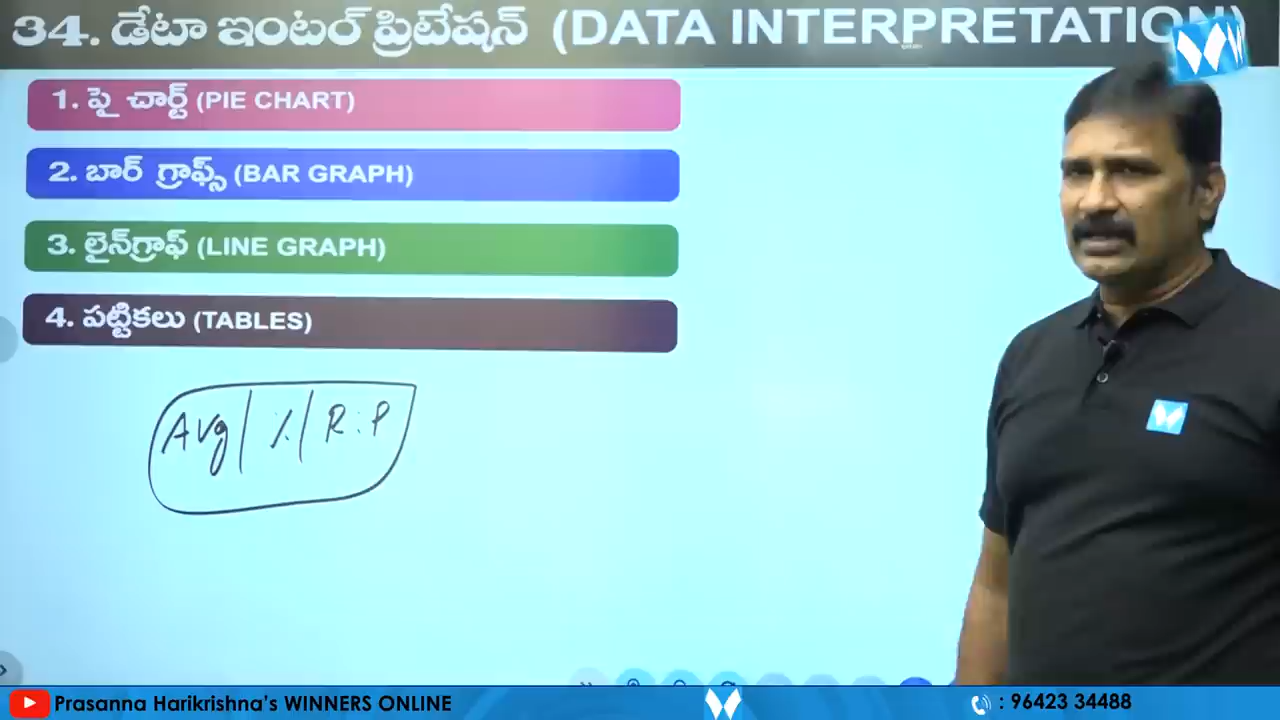 34. డేటా ఇంటర్ ప్రిటేషన్ (DATA INTERPRETATION)
1. ఫై చార్ట్ (PIE CHART)
2. బార్ గ్రాఫ్స్ (BAR GRAPH)
3. లైన్‌గ్రాఫ్ (LINE GRAPH)
4. పట్టికలు (TABLES)
Avg | % | R:P
Prasanna Harikrishna's WINNERS ONLINE
: 96423 34488